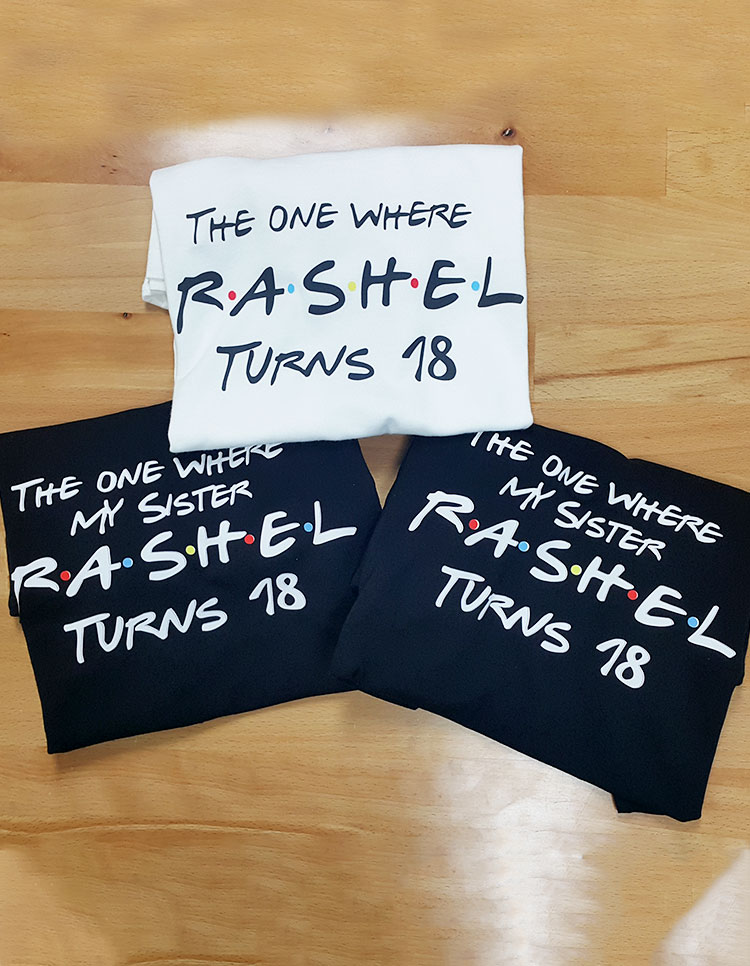 THE ONE WHERE
R•A•S•H•E•L
TURNS 18
THE ONE WHERE
MY SISTER
R•A•S•H•E•L
TURNS 18
THE ONE WHERE
MY SISTER
R•A•S•H•E•L
TURNS 18